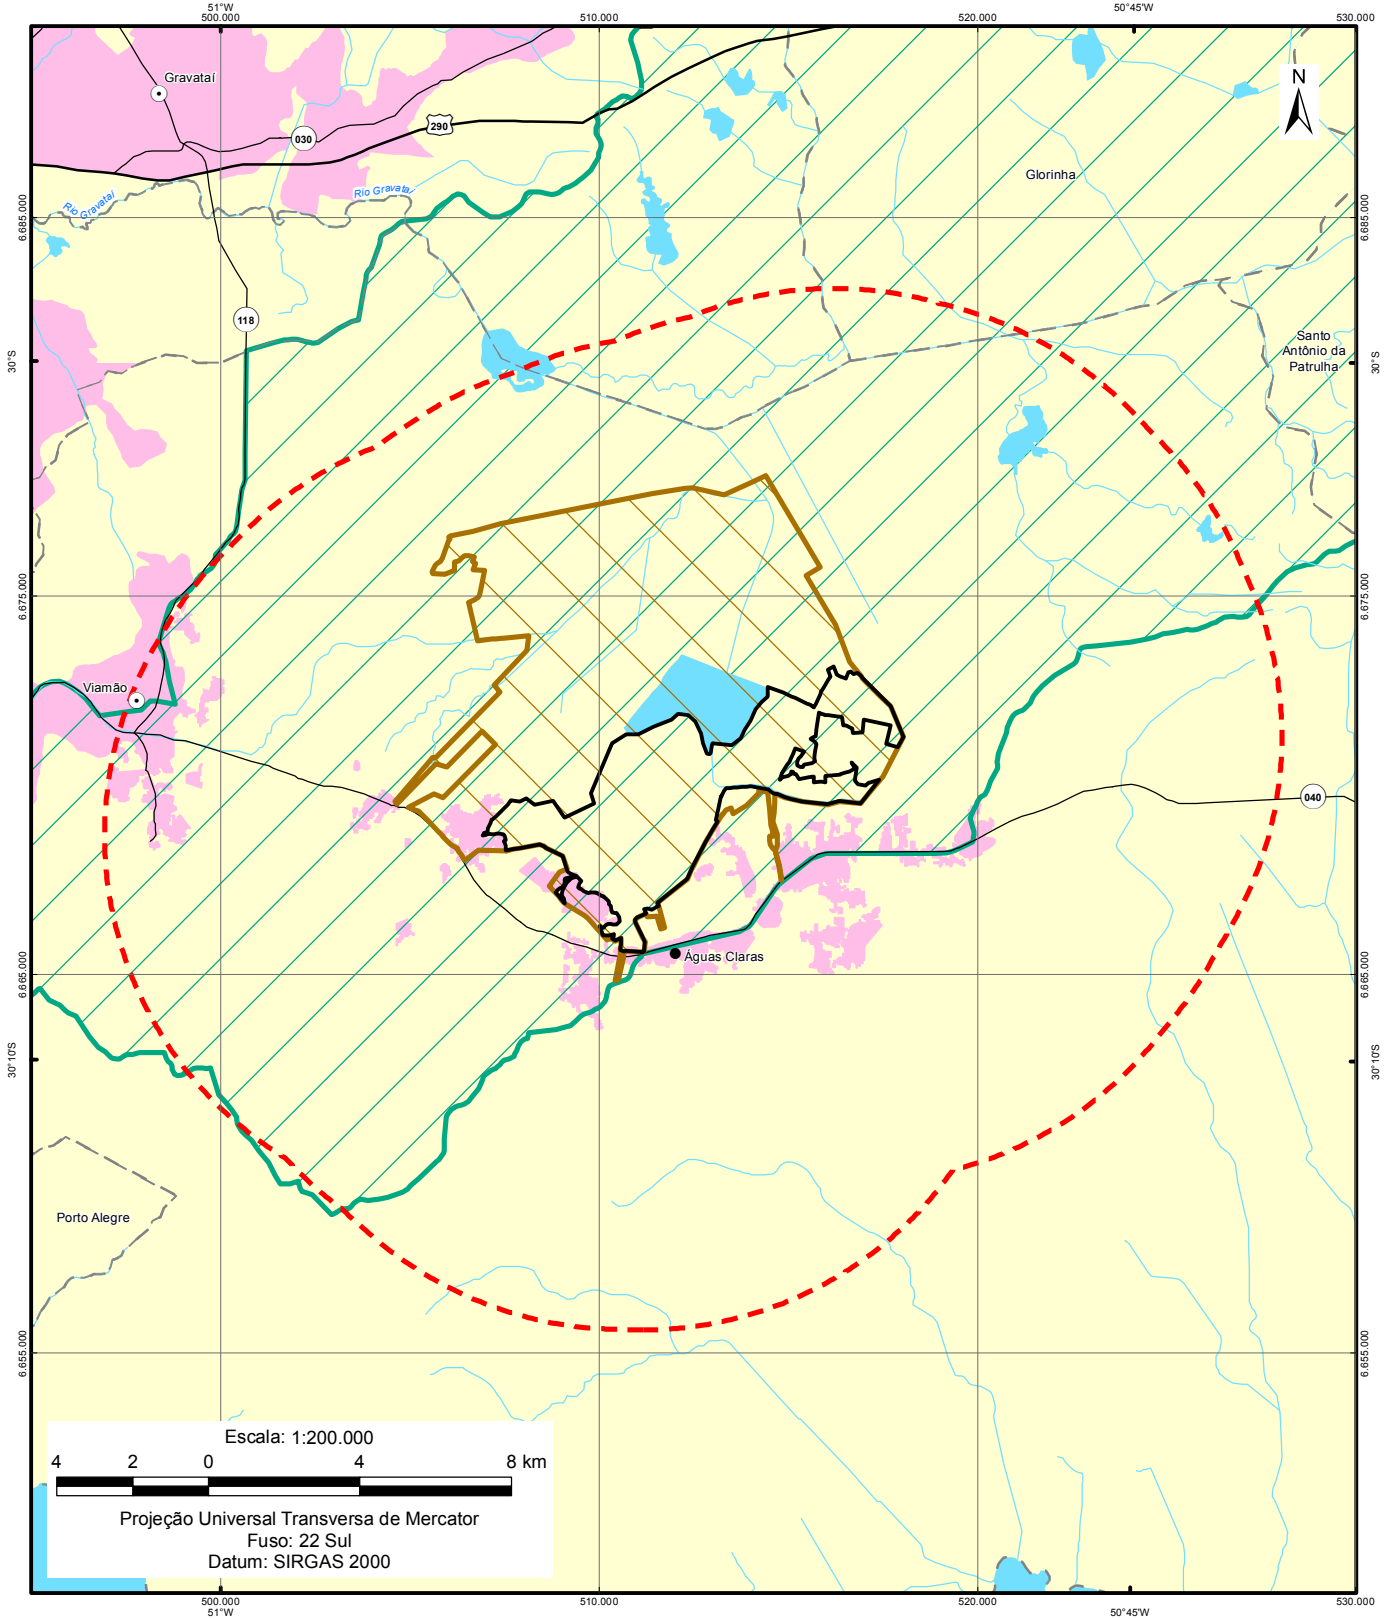 51°W
500.000
510.000
520.000
50°45'W
530.000
Gravataí
030
290
N
Glorinha
Rio Gravataí
Rio Gravataí
6.685.000
6.685.000
118
30°S
30°S
Santo
Antônio da
Patrulha
6.675.000
6.675.000
Viamão
040
Águas Claras
6.665.000
6.665.000
30°10'S
30°10'S
Porto Alegre
6.655.000
6.655.000
Escala: 1:200.000
4 2 0 4 8 km
Projeção Universal Transversa de Mercator
Fuso: 22 Sul
Datum: SIRGAS 2000
500.000
51°W
510.000
520.000
50°45'W
530.000